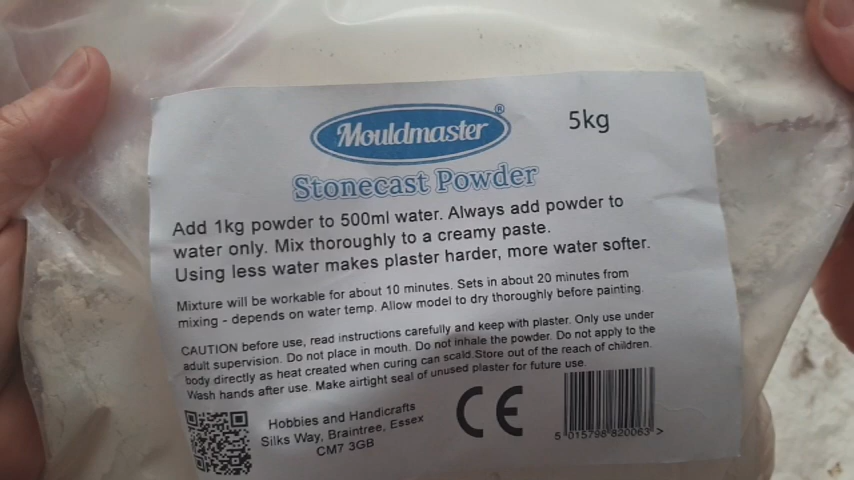 Mouldmaster®
5kg
Stonecast Powder
Add 1kg powder to 500ml water. Always add powder to
water only. Mix thoroughly to a creamy paste.
Using less water makes plaster harder, more water softer.
Mixture will be workable for about 10 minutes. Sets in about 20 minutes from
mixing - depends on water temp. Allow model to dry thoroughly before painting.
CAUTION before use, read instructions carefully and keep with plaster. Only use under
adult supervision. Do not place in mouth. Do not inhale the powder. Do not apply to the
body directly as heat created when curing can scald.Store out of the reach of children.
Wash hands after use. Make airtight seal of unused plaster for future use.
Hobbies and Handicrafts
Silks Way, Braintree, Essex
CM7 3GB
CE
5 015798 820063 >